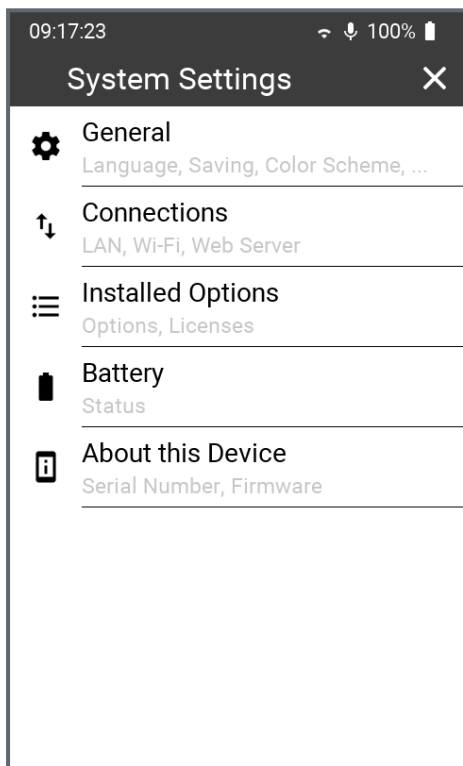 09:17:23 100%
System Settings
General
Language, Saving, Color Scheme, ...
Connections
LAN, Wi-Fi, Web Server
Installed Options
Options, Licenses
Battery
Status
About this Device
Serial Number, Firmware